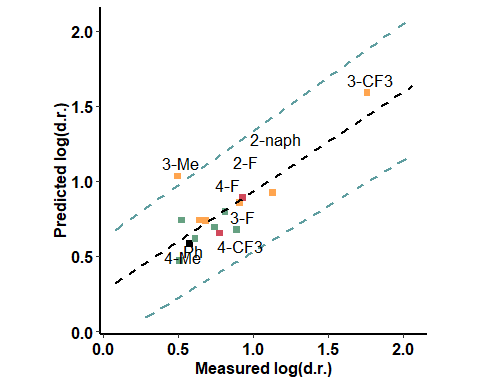 2.0
3-CF3
1.5
2-naph
3-Me
2-F
1.0
4-F
3-F
4-CF3
Ph
4-Me
0.5
0.0
Predicted log(d.r.)
0.0 0.5 1.0 1.5 2.0
Measured log(d.r.)